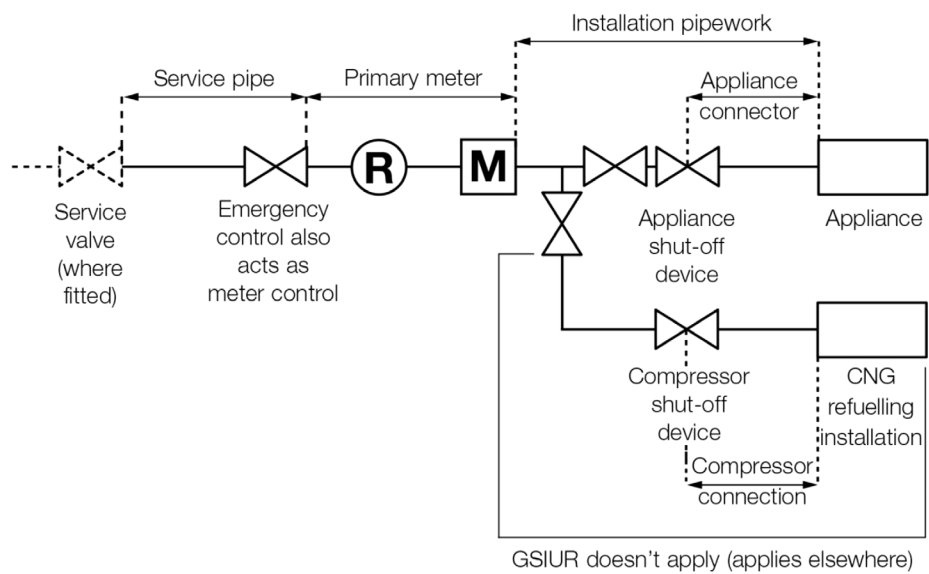 Installation pipework
Service pipe
Primary meter
Appliance
connector
R
M
Service
valve
(where
fitted)
Emergency
control also
acts as
meter control
Appliance
shut-off
device
Appliance
Compressor
shut-off
device
CNG
refuelling
installation
Compressor
connection
GSIUR doesn't apply (applies elsewhere)